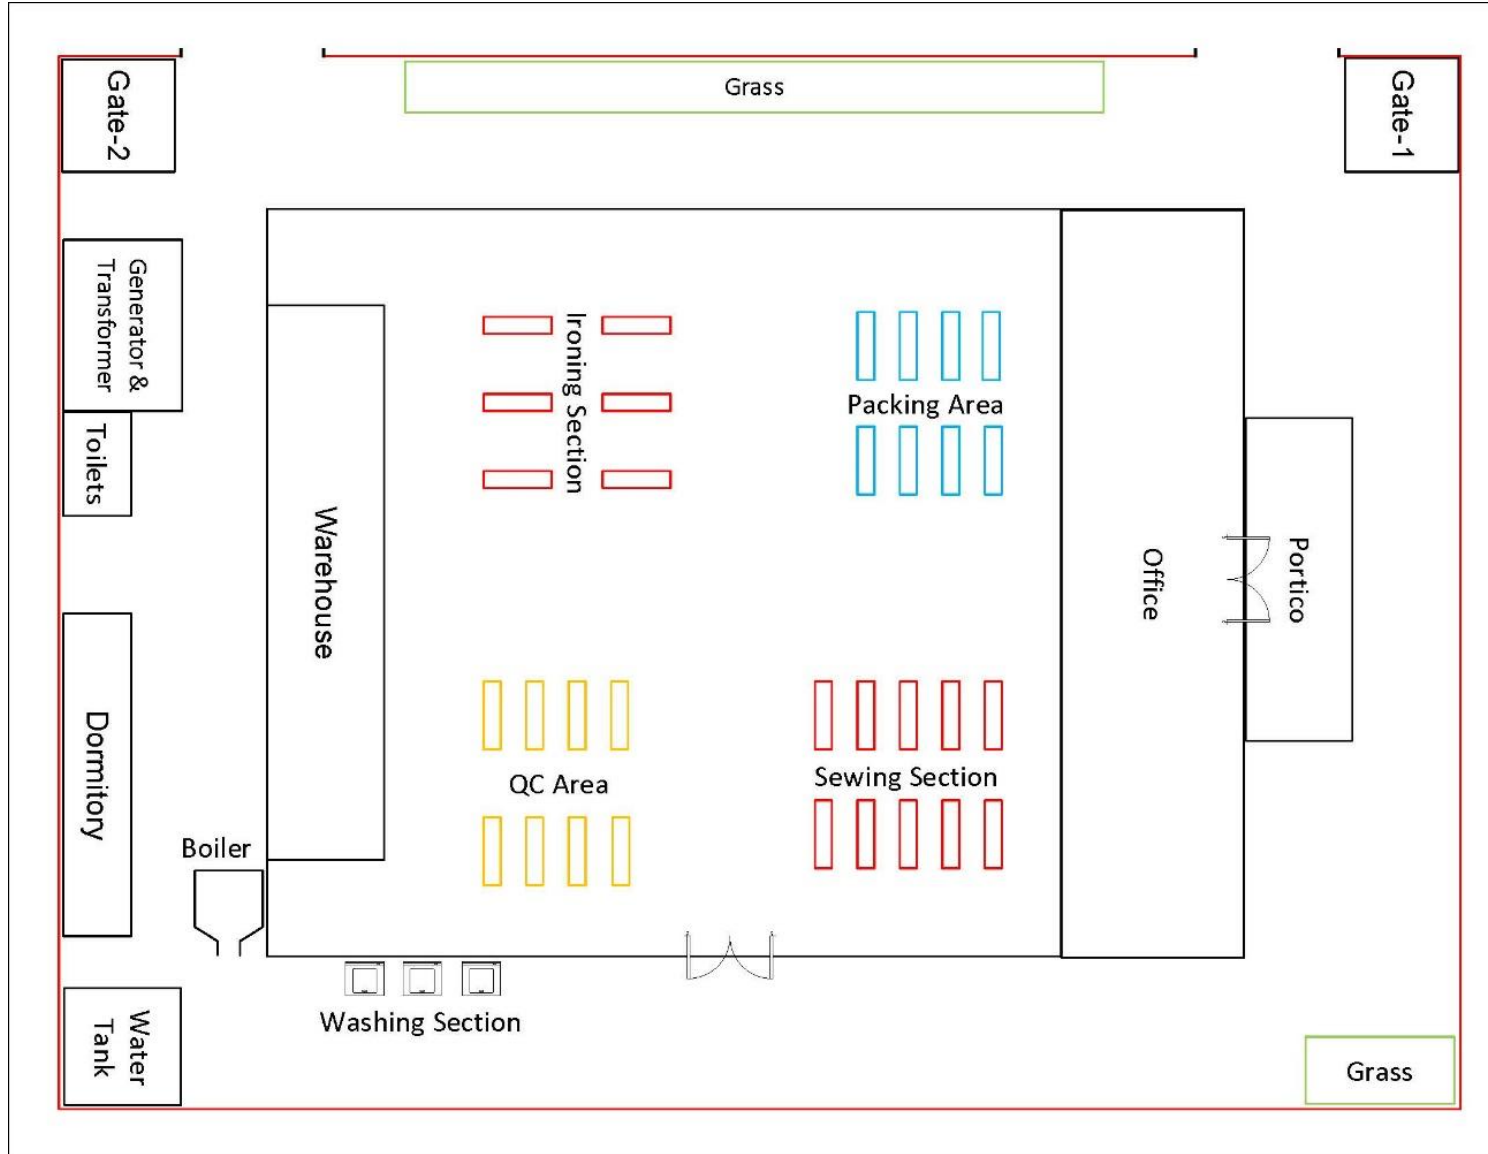 Gate-2
Grass
Gate-1
Generator &
Transformer
Toilets
Ironing Section
Packing Area
Warehouse
Office
Portico
Dormitory
QC Area
Sewing Section
Boiler
Washing Section
Water
Tank
Grass